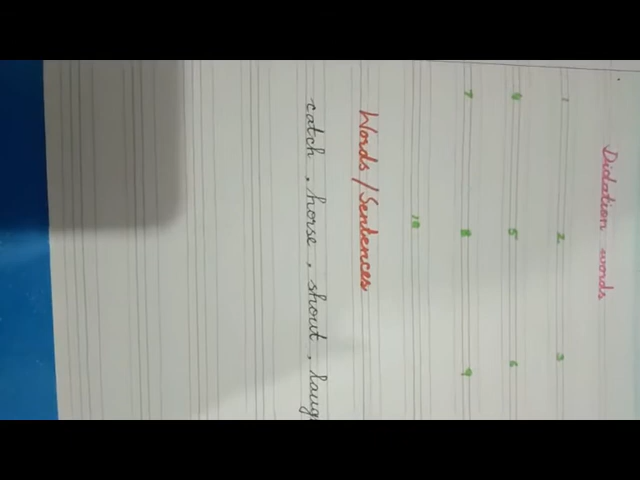 Dictation words
1 2 3
4 5 6
7 8 9
10
Words/Sentences
catch, horse, shout,